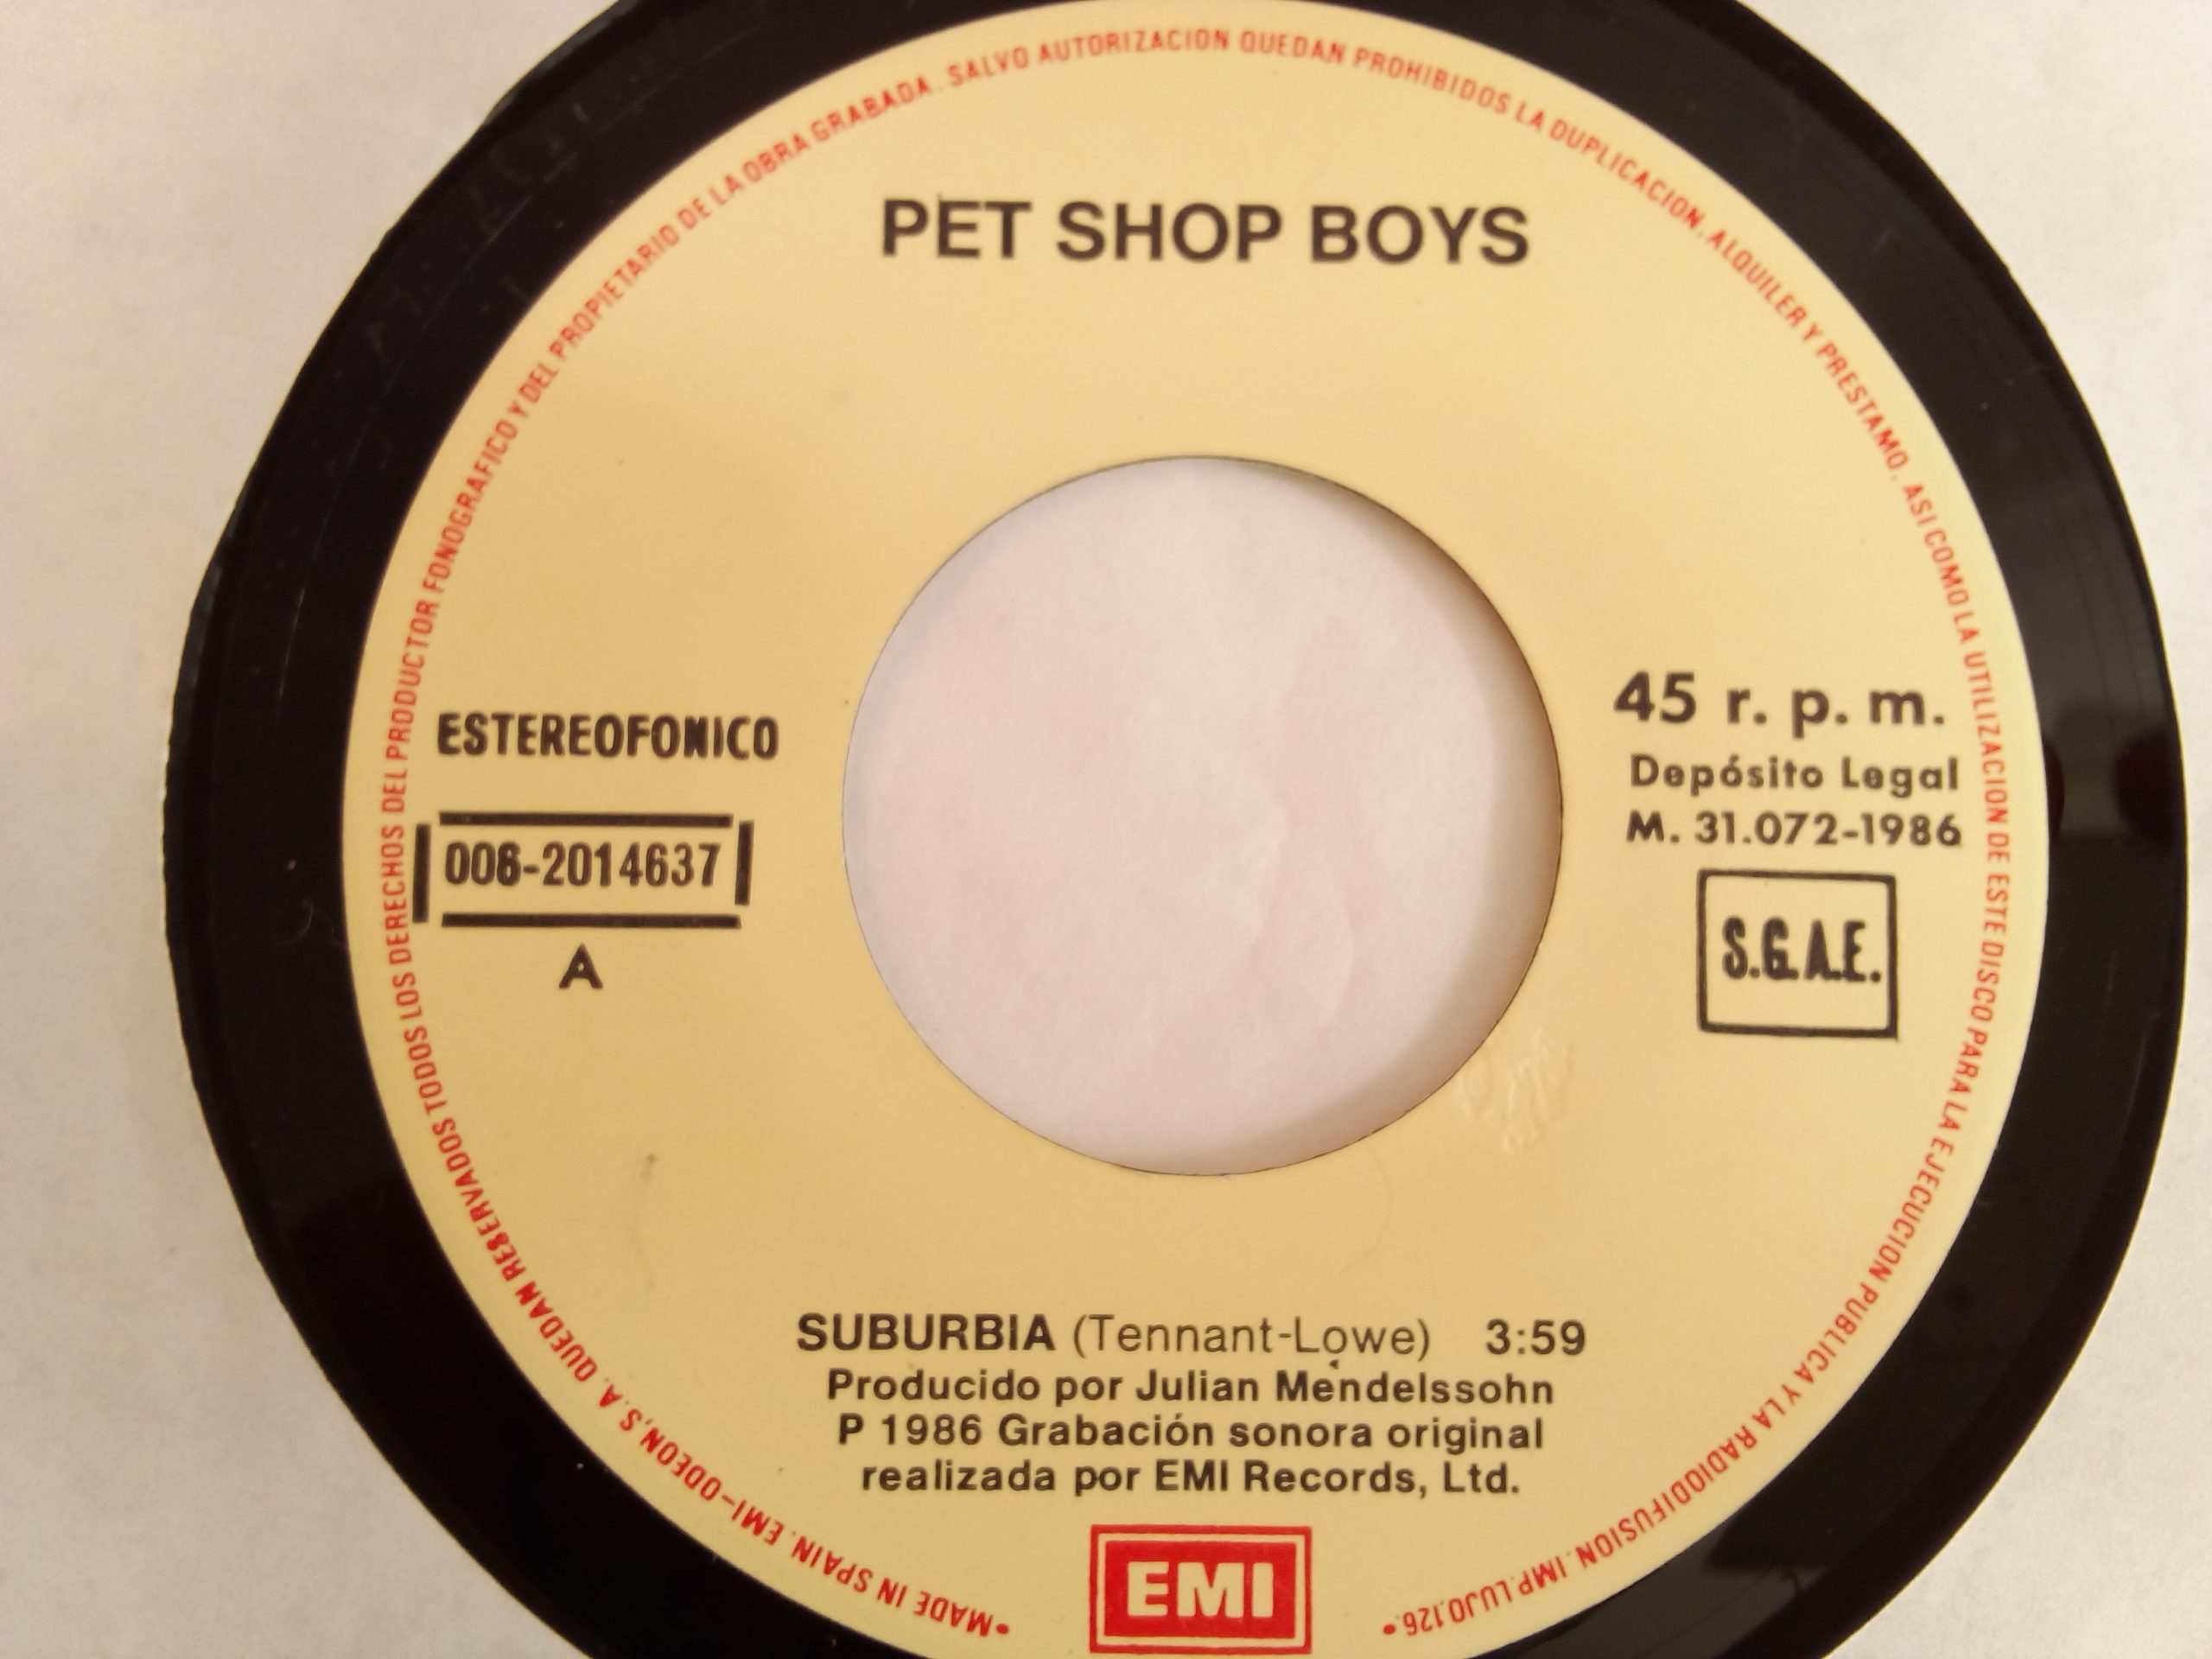 PET SHOP BOYS
ESTEREOFONICO
006-2014637
A
45 r. p. m.
Depósito Legal
M. 31.072-1986
S.G.A.E.
SUBURBIA (Tennant-Lowe) 3:59
Producido por Julian Mendelssohn
P 1986 Grabación sonora original
realizada por EMI Records, Ltd.
EMI
•MADE IN SPAIN. EMI-ODEON, S.A. QUEDAN RESERVADOS TODOS LOS DERECHOS DEL PRODUCTOR FONOGRAFICO Y DEL PROPIETARIO DE LA OBRA GRABADA. SALVO AUTORIZACION QUEDAN PROHIBIDOS LA DUPLICACION, ALQUILER Y PRESTAMO, ASI COMO LA UTILIZACION DE ESTE DISCO PARA LA EJECUCION PUBLICA Y LA RADIODIFUSION. IMP. LUJO.126.•